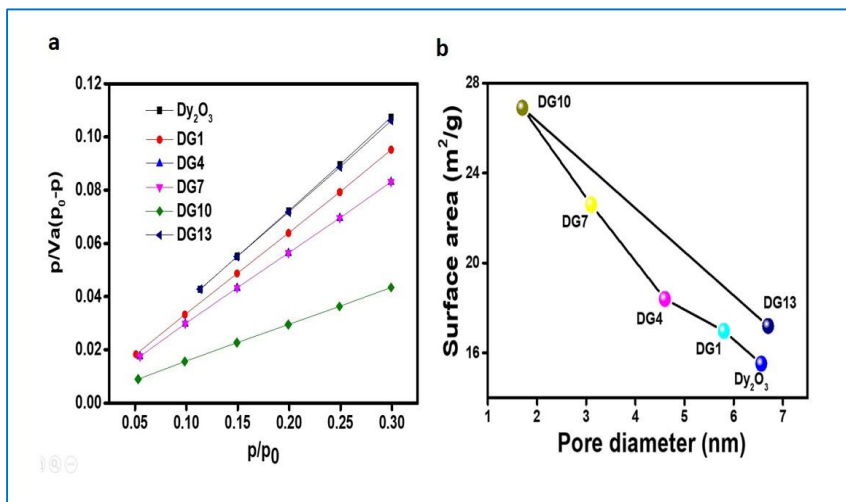 a
0.12
0.10
0.08
0.06
0.04
0.02
0.00
p/Va(p₀-p)
Dy₂O₃
DG1
DG4
DG7
DG10
DG13
0.05 0.10 0.15 0.20 0.25 0.30
p/p₀
b
28
24
20
16
Surface area (m²/g)
DG10
DG7
DG4
DG13
DG1
Dy₂O₃
1 2 3 4 5 6 7
Pore diameter (nm)